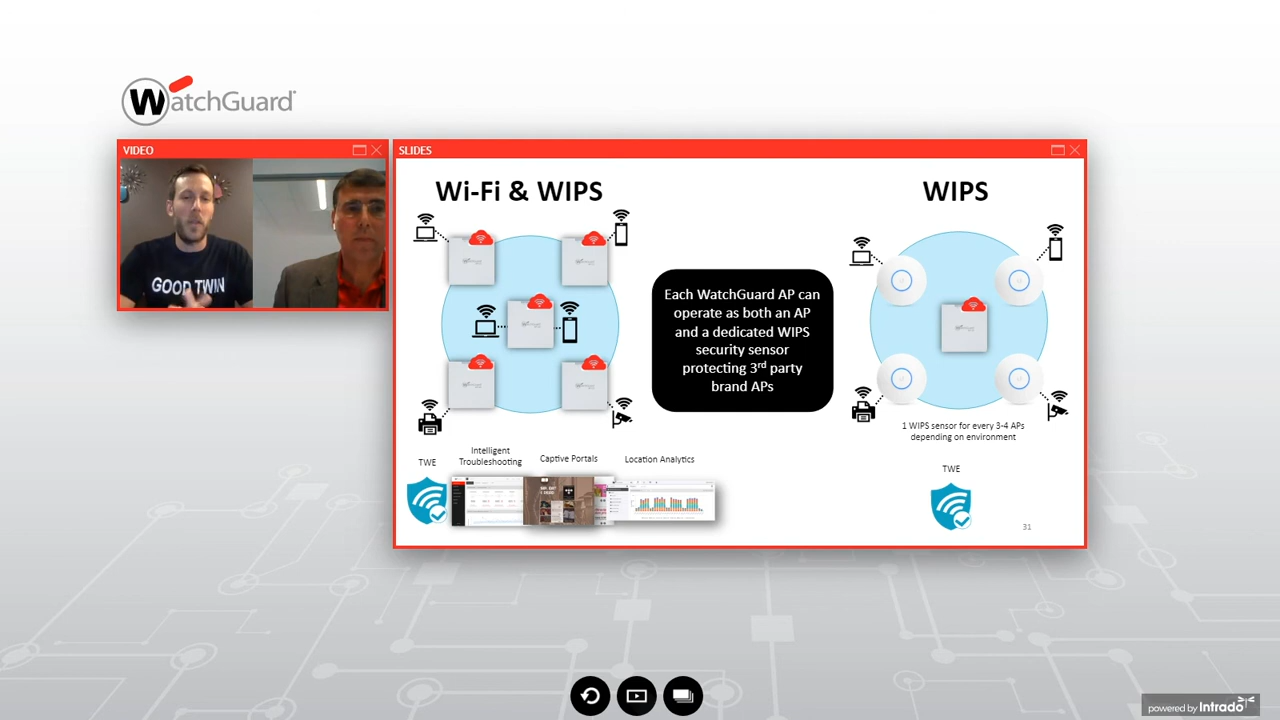 WatchGuard
VIDEO
SLIDES
GOOD TWIN
Wi-Fi & WIPS
WIPS
Each WatchGuard AP can
operate as both an AP
and a dedicated WIPS
security sensor
protecting 3rd party
brand APs
1 WIPS sensor for every 3-4 APs
depending on environment
TWE
Intelligent
Troubleshooting
Captive Portals
Location Analytics
TWE
31
powered by Intrado